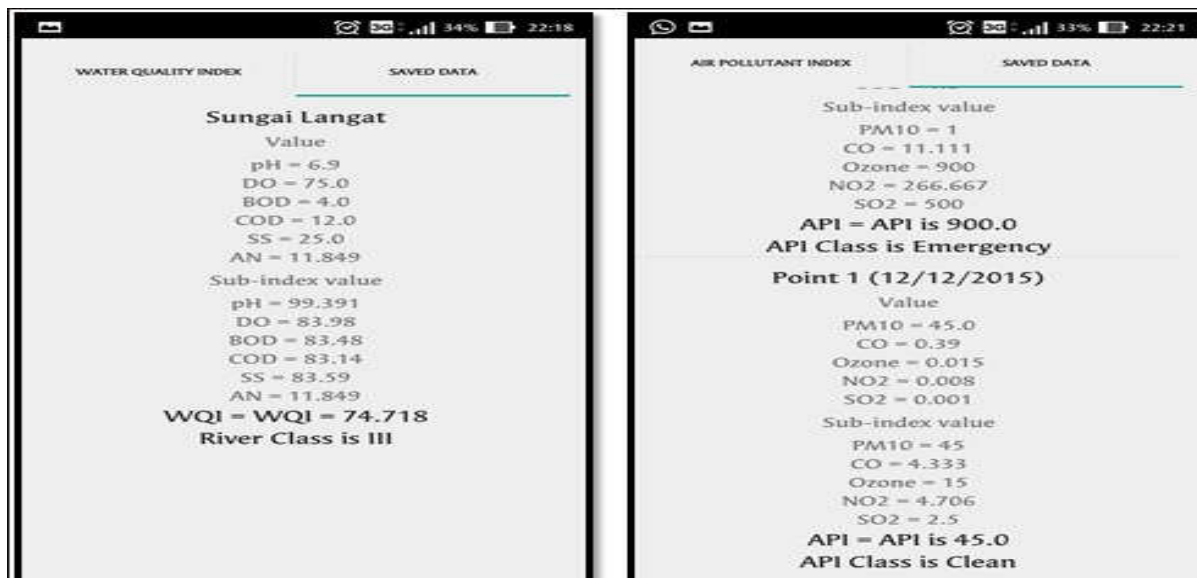 34% 22:18
WATER QUALITY INDEX SAVED DATA
Sungai Langat
Value
pH = 6.9
DO = 75.0
BOD = 4.0
COD = 12.0
SS = 25.0
AN = 11.849
Sub-index value
pH = 99.391
DO = 83.98
BOD = 83.48
COD = 83.14
SS = 83.59
AN = 11.849
WQI = WQI = 74.718
River Class is III
33% 22:21
AIR POLLUTANT INDEX SAVED DATA
Sub-index value
PM10 = 1
CO = 11.111
Ozone = 900
NO2 = 266.667
SO2 = 500
API = API is 900.0
API Class is Emergency
Point 1 (12/12/2015)
Value
PM10 = 45.0
CO = 0.39
Ozone = 0.015
NO2 = 0.008
SO2 = 0.001
Sub-index value
PM10 = 45
CO = 4.333
Ozone = 15
NO2 = 4.706
SO2 = 2.5
API = API is 45.0
API Class is Clean